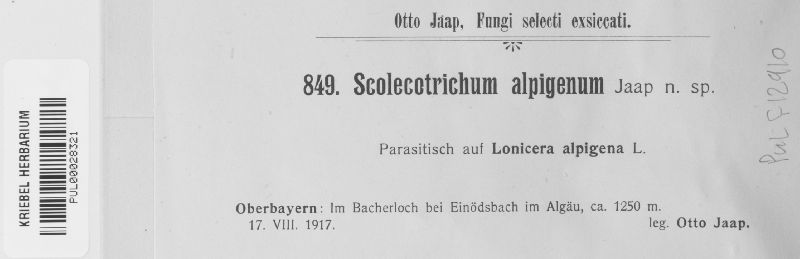 Otto Jaap, Fungi selecti exsiccati.
849. Scolecotrichum alpigenum Jaap n. sp.
Parasitisch auf Lonicera alpigena L.
Oberbayern: Im Bacherloch bei Einödsbach im Algäu, ca. 1250 m.
17. VIII. 1917. leg. Otto Jaap.
KRIEBEL HERBARIUM
PUL00028321
PUL F12910